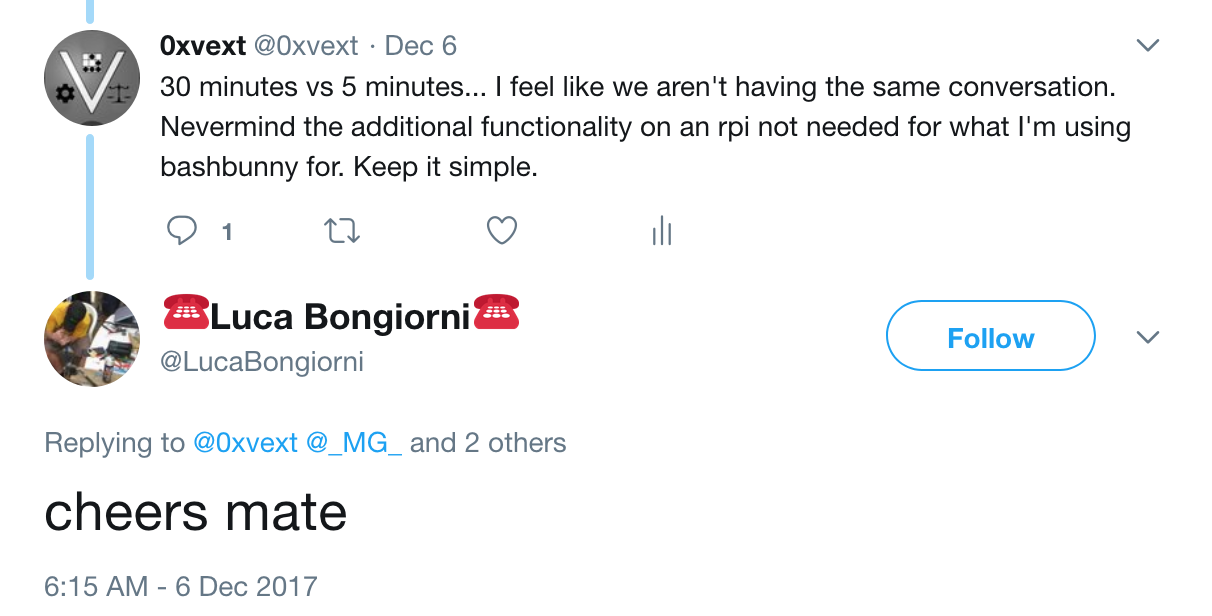 0xvext @0xvext · Dec 6
30 minutes vs 5 minutes... I feel like we aren't having the same conversation.
Nevermind the additional functionality on an rpi not needed for what I'm using
bashbunny for. Keep it simple.
1
☎️Luca Bongiorni☎️
@LucaBongiorni
Follow
Replying to @0xvext @_MG_ and 2 others
cheers mate
6:15 AM - 6 Dec 2017